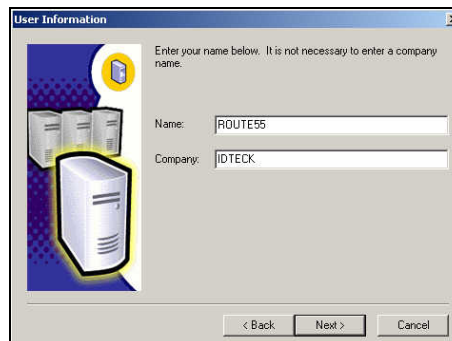 User Information
Enter your name below. It is not necessary to enter a company
name.
Name: ROUTE55
Company: IDTECK
< Back Next > Cancel